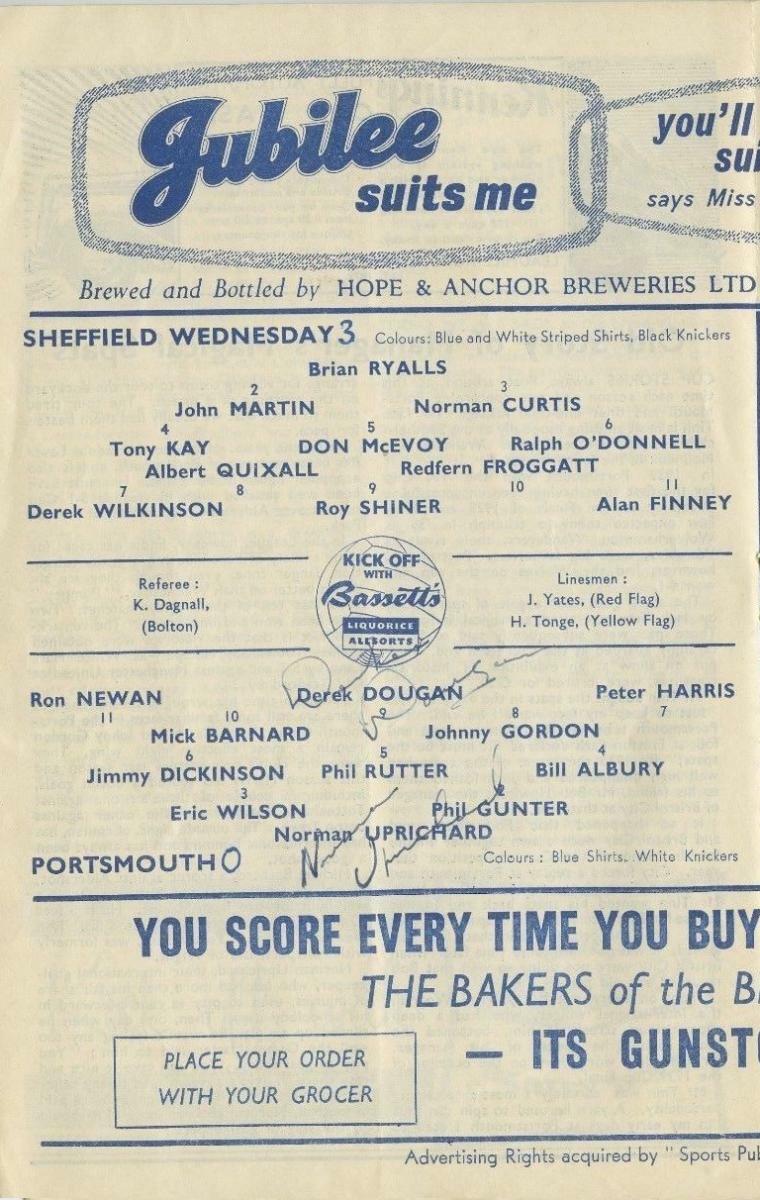 Jubilee
suits me
you'll
sui
says Miss
Brewed and Bottled by HOPE & ANCHOR BREWERIES LTD
SHEFFIELD WEDNESDAY 3 Colours: Blue and White Striped Shirts, Black Knickers
Brian RYALLS
2 3
John MARTIN Norman CURTIS
4 5 6
Tony KAY DON McEVOY Ralph O'DONNELL
Albert QUIXALL Redfern FROGGATT
7 8 9 10 11
Derek WILKINSON Roy SHINER Alan FINNEY
Referee :
K. Dagnall,
(Bolton)
KICK OFF
WITH
Bassett's
LIQUORICE
ALLSORTS
Linesmen :
J. Yates, (Red Flag)
H. Tonge, (Yellow Flag)
Derek Dougan
Ron NEWAN Derek DOUGAN Peter HARRIS
11 10 9 8 7
Mick BARNARD Johnny GORDON
6 5 4
Jimmy DICKINSON Phil RUTTER Bill ALBURY
3 2
Eric WILSON Phil GUNTER
Norman UPRICHARD
Norman Uprichard
PORTSMOUTH 0 Colours : Blue Shirts. White Knickers
YOU SCORE EVERY TIME YOU BUY
THE BAKERS of the B
— ITS GUNSTO
PLACE YOUR ORDER
WITH YOUR GROCER
Advertising Rights acquired by " Sports Pub